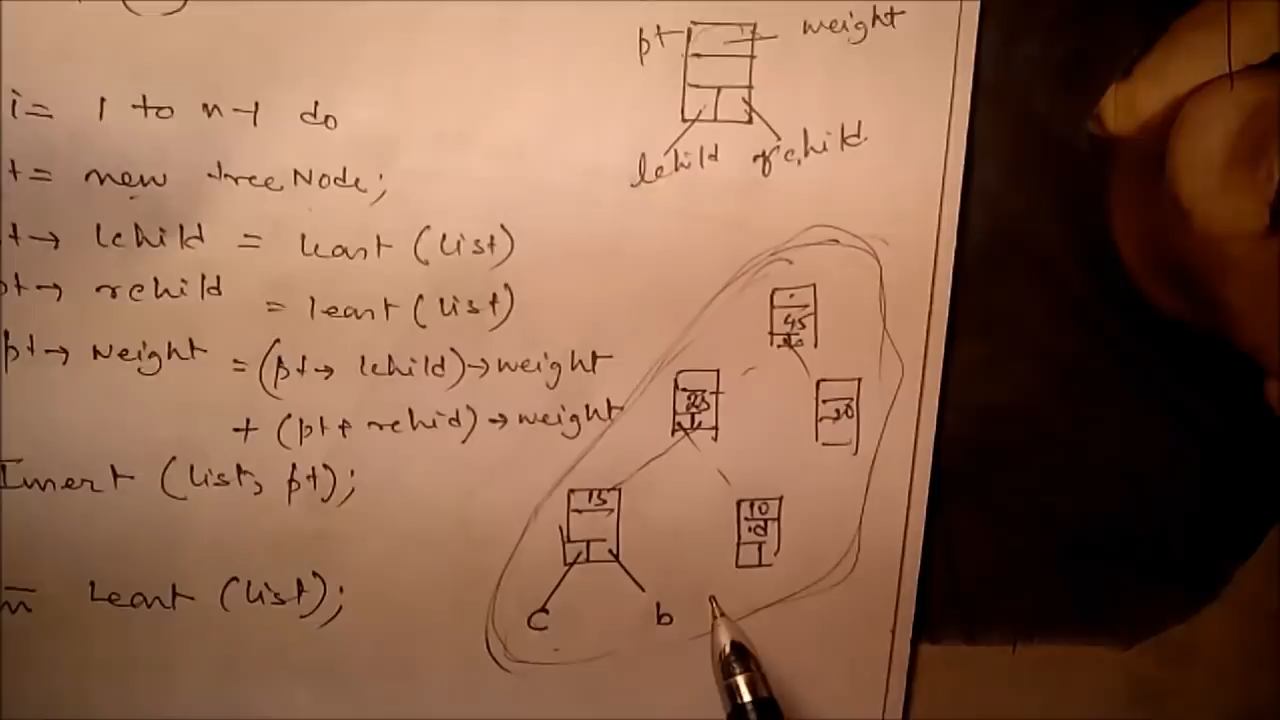 pt weight
lchild rchild
i = 1 to n-1 do
t = new treeNode;
t → lchild = least (list)
pt → rchild = least (list)
pt → weight = (pt → lchild) → weight
+ (pt → rchild) → weight
Insert (list, pt);
Least (list);
45
25
20
15
10
d
C b